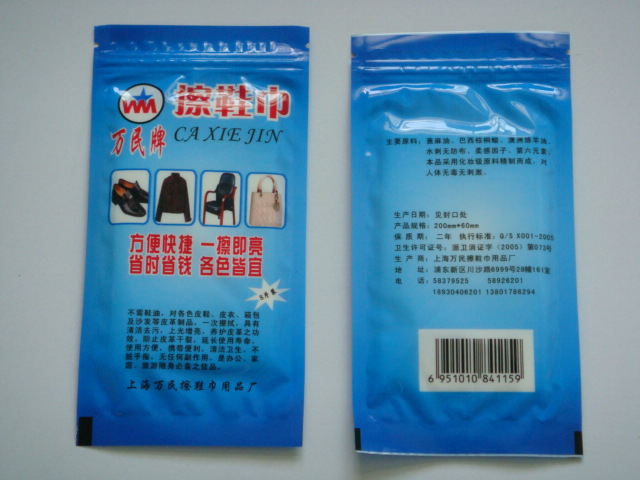 擦鞋巾
万民牌 CA XIE JIN
方便快捷 一擦即亮
省时省钱 各色皆宜
不需鞋油，对各色皮鞋、皮衣、箱包
及沙发等皮革制品，一次擦拭，具有
清洁去污，上光增亮，养护皮革之功
效，防止皮革干裂，延长使用寿命，
使用方便，携带便利，清洁卫生，不
脏手指，无任何副作用，是办公、家
居、旅游随身必备之佳品。
上海万民擦鞋巾用品厂
主要原料：蓖麻油、巴西棕榈蜡、澳洲绵羊油、
水刺无防布、柔感因子、第六元素
本品采用化妆级原料精制而成，对
人体无毒无刺激。
生产日期：见封口处
产品规格：200mm*60mm
保 质 期：二年 执行标准：Q/S X001-2005
卫生许可证号：浙卫消证字（2005）第073号
生 产 商：上海万民擦鞋巾用品厂
地 址：浦东新区川沙路6999号28幢161室
电 话：58379525 58926201
18930406201 13801786294
6 951010 841159